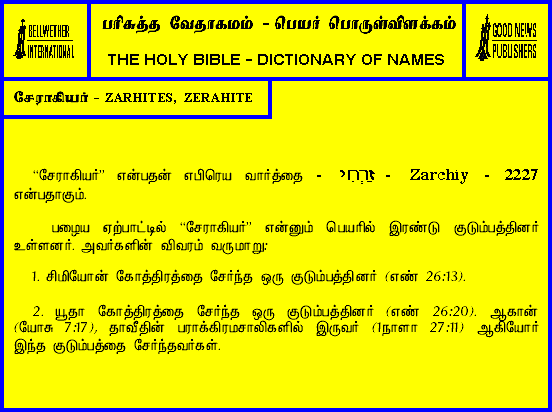 BELLWETHER
INTERNATIONAL
பரிசுத்த வேதாகமம் - பெயர் பொருள்விளக்கம்
THE HOLY BIBLE - DICTIONARY OF NAMES
GOOD NEWS
PUBLISHERS
சேராகியர் - ZARHITES, ZERAHITE
“சேராகியர்” என்பதன் எபிரெய வார்த்தை - זַרְחִי - Zarchiy - 2227
என்பதாகும்.
பழைய ஏற்பாட்டில் “சேராகியர்” என்னும் பெயரில் இரண்டு குடும்பத்தினர்
உள்ளனர். அவர்களின் விவரம் வருமாறு:
1. சிமியோன் கோத்திரத்தை சேர்ந்த ஒரு குடும்பத்தினர் (எண் 26:13).
2. யூதா கோத்திரத்தை சேர்ந்த ஒரு குடும்பத்தினர் (எண் 26:20). ஆகான்
(யோசு 7:17), தாவீதின் பராக்கிரமசாலிகளில் இருவர் (1நாளா 27:11) ஆகியோர்
இந்த குடும்பத்தை சேர்ந்தவர்கள்.